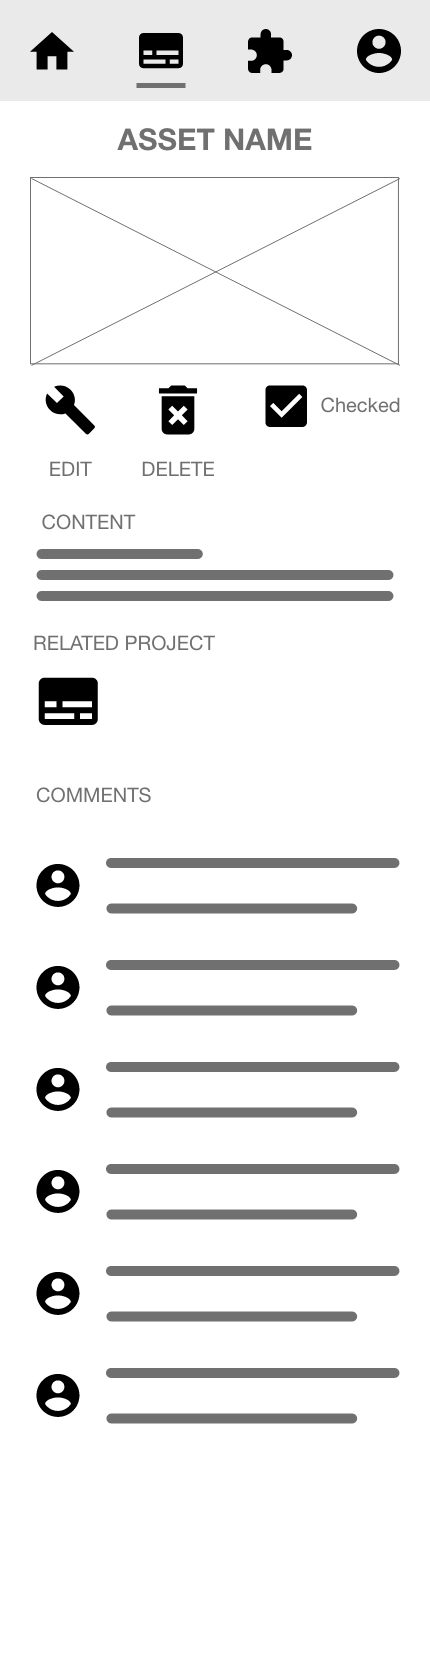 ASSET NAME
Checked
EDIT
DELETE
CONTENT
RELATED PROJECT
COMMENTS